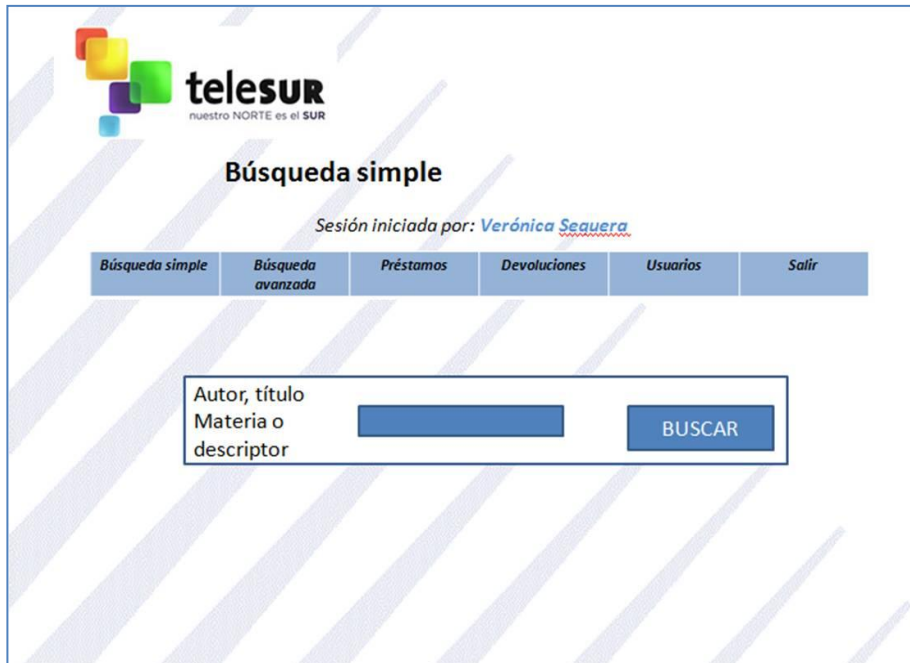 telesUR
nuestro NORTE es el SUR
Búsqueda simple
Sesión iniciada por: Verónica Sequera
Búsqueda simple
Búsqueda
avanzada
Préstamos
Devoluciones
Usuarios
Salir
Autor, título
Materia o
descriptor
BUSCAR